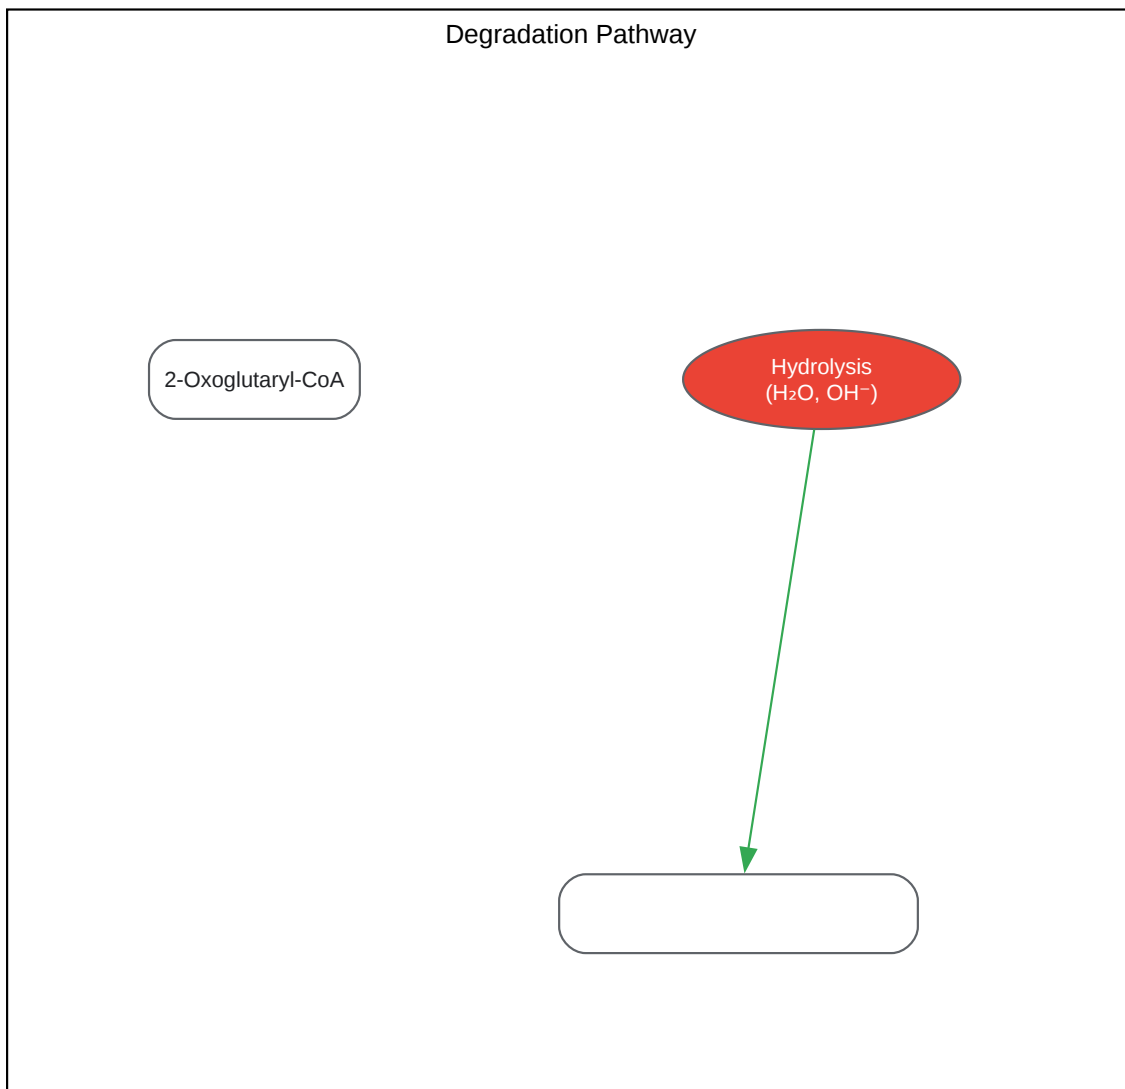 Degradation Pathway
2-Oxoglutaryl-CoA
Hydrolysis
(H₂O, OH⁻)